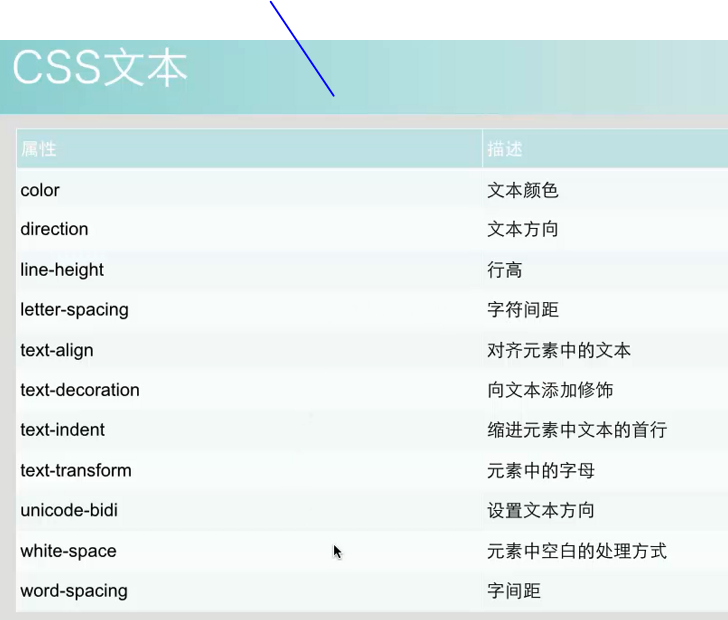 CSS文本
属性 描述
color 文本颜色
direction 文本方向
line-height 行高
letter-spacing 字符间距
text-align 对齐元素中的文本
text-decoration 向文本添加修饰
text-indent 缩进元素中文本的首行
text-transform 元素中的字母
unicode-bidi 设置文本方向
white-space 元素中空白的处理方式
word-spacing 字间距